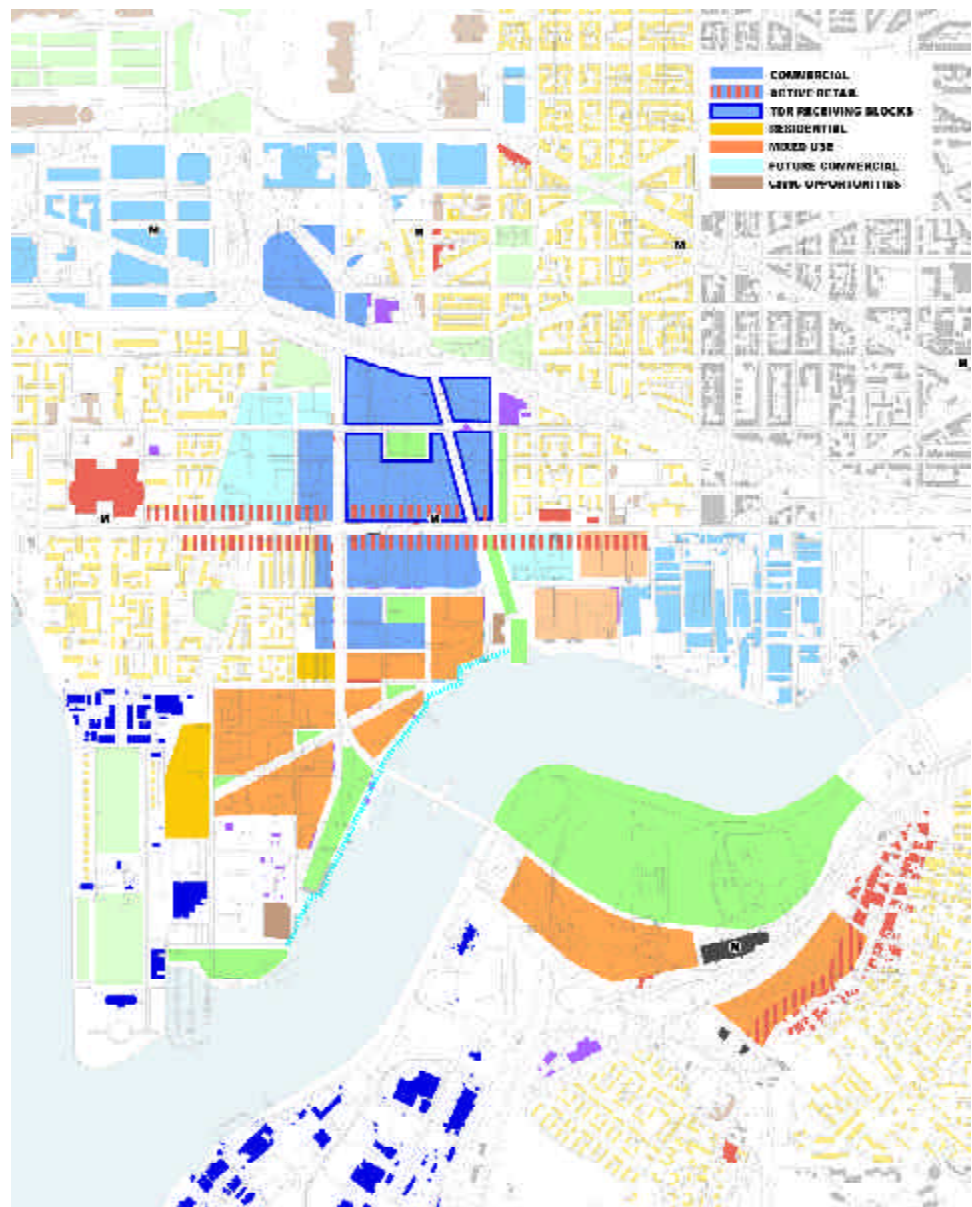 COMMERCIAL
ACTIVE RETAIL
TDR RECEIVING BLOCKS
RESIDENTIAL
MIXED USE
FUTURE COMMERCIAL
CIVIC OPPORTUNITIES
M
M
M
M
M
M
M